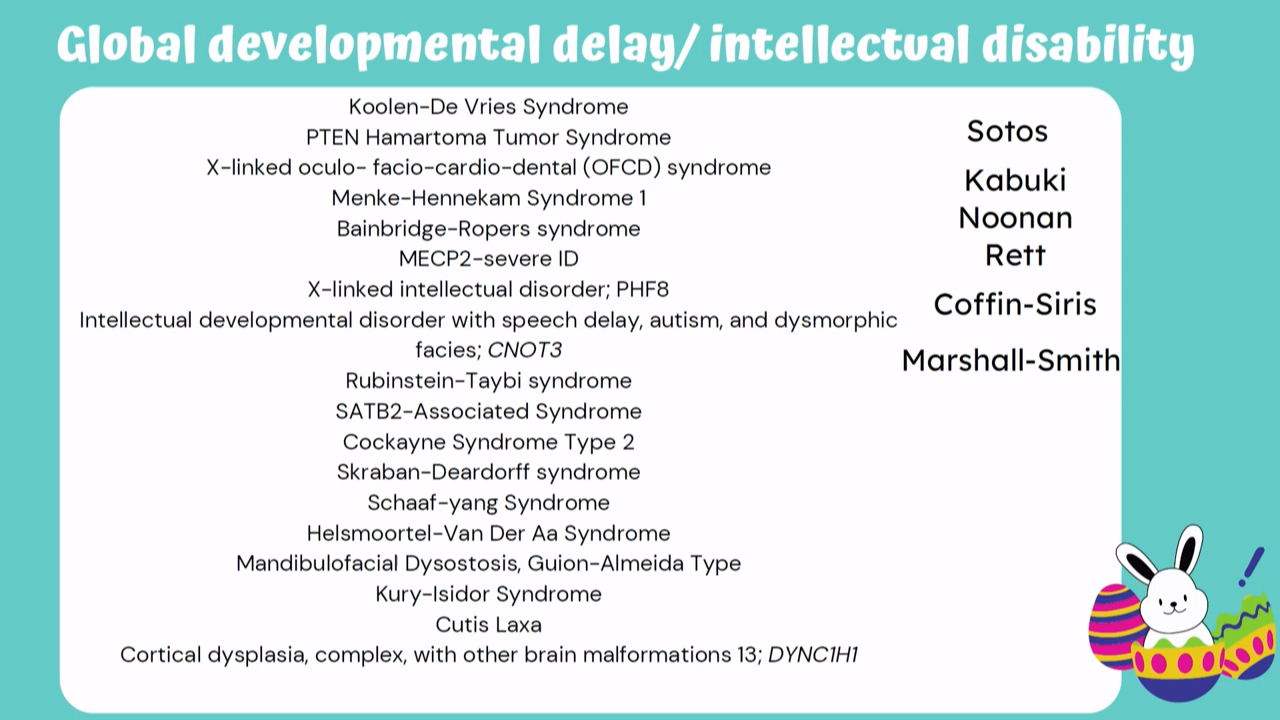 Global developmental delay/ intellectual disability
Koolen-De Vries Syndrome
PTEN Hamartoma Tumor Syndrome
X-linked oculo- facio-cardio-dental (OFCD) syndrome
Menke-Hennekam Syndrome 1
Bainbridge-Ropers syndrome
MECP2-severe ID
X-linked intellectual disorder; PHF8
Intellectual developmental disorder with speech delay, autism, and dysmorphic
facies; CNOT3
Rubinstein-Taybi syndrome
SATB2-Associated Syndrome
Cockayne Syndrome Type 2
Skraban-Deardorff syndrome
Schaaf-yang Syndrome
Helsmoortel-Van Der Aa Syndrome
Mandibulofacial Dysostosis, Guion-Almeida Type
Kury-Isidor Syndrome
Cutis Laxa
Cortical dysplasia, complex, with other brain malformations 13; DYNC1H1
Sotos
Kabuki
Noonan
Rett
Coffin-Siris
Marshall-Smith